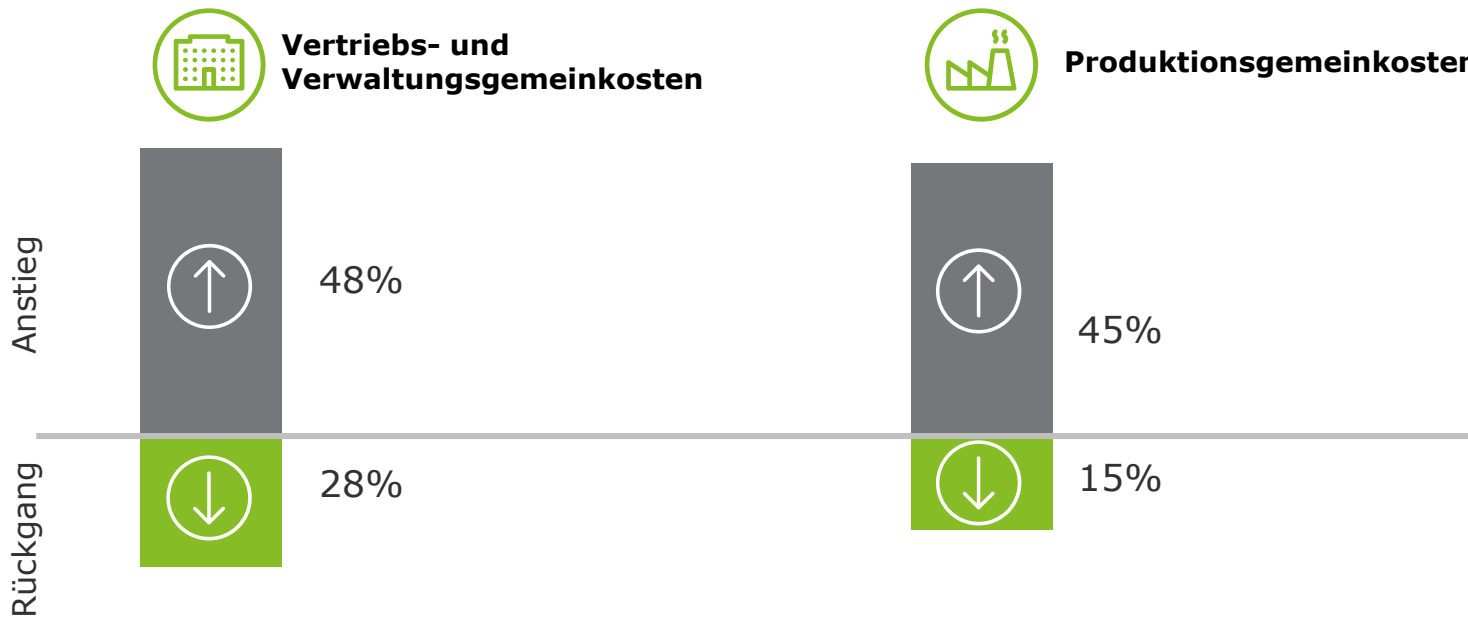 Vertriebs- und
Verwaltungsgemeinkosten
Produktionsgemeinkosten
Anstieg
48%
45%
Rückgang
28%
15%